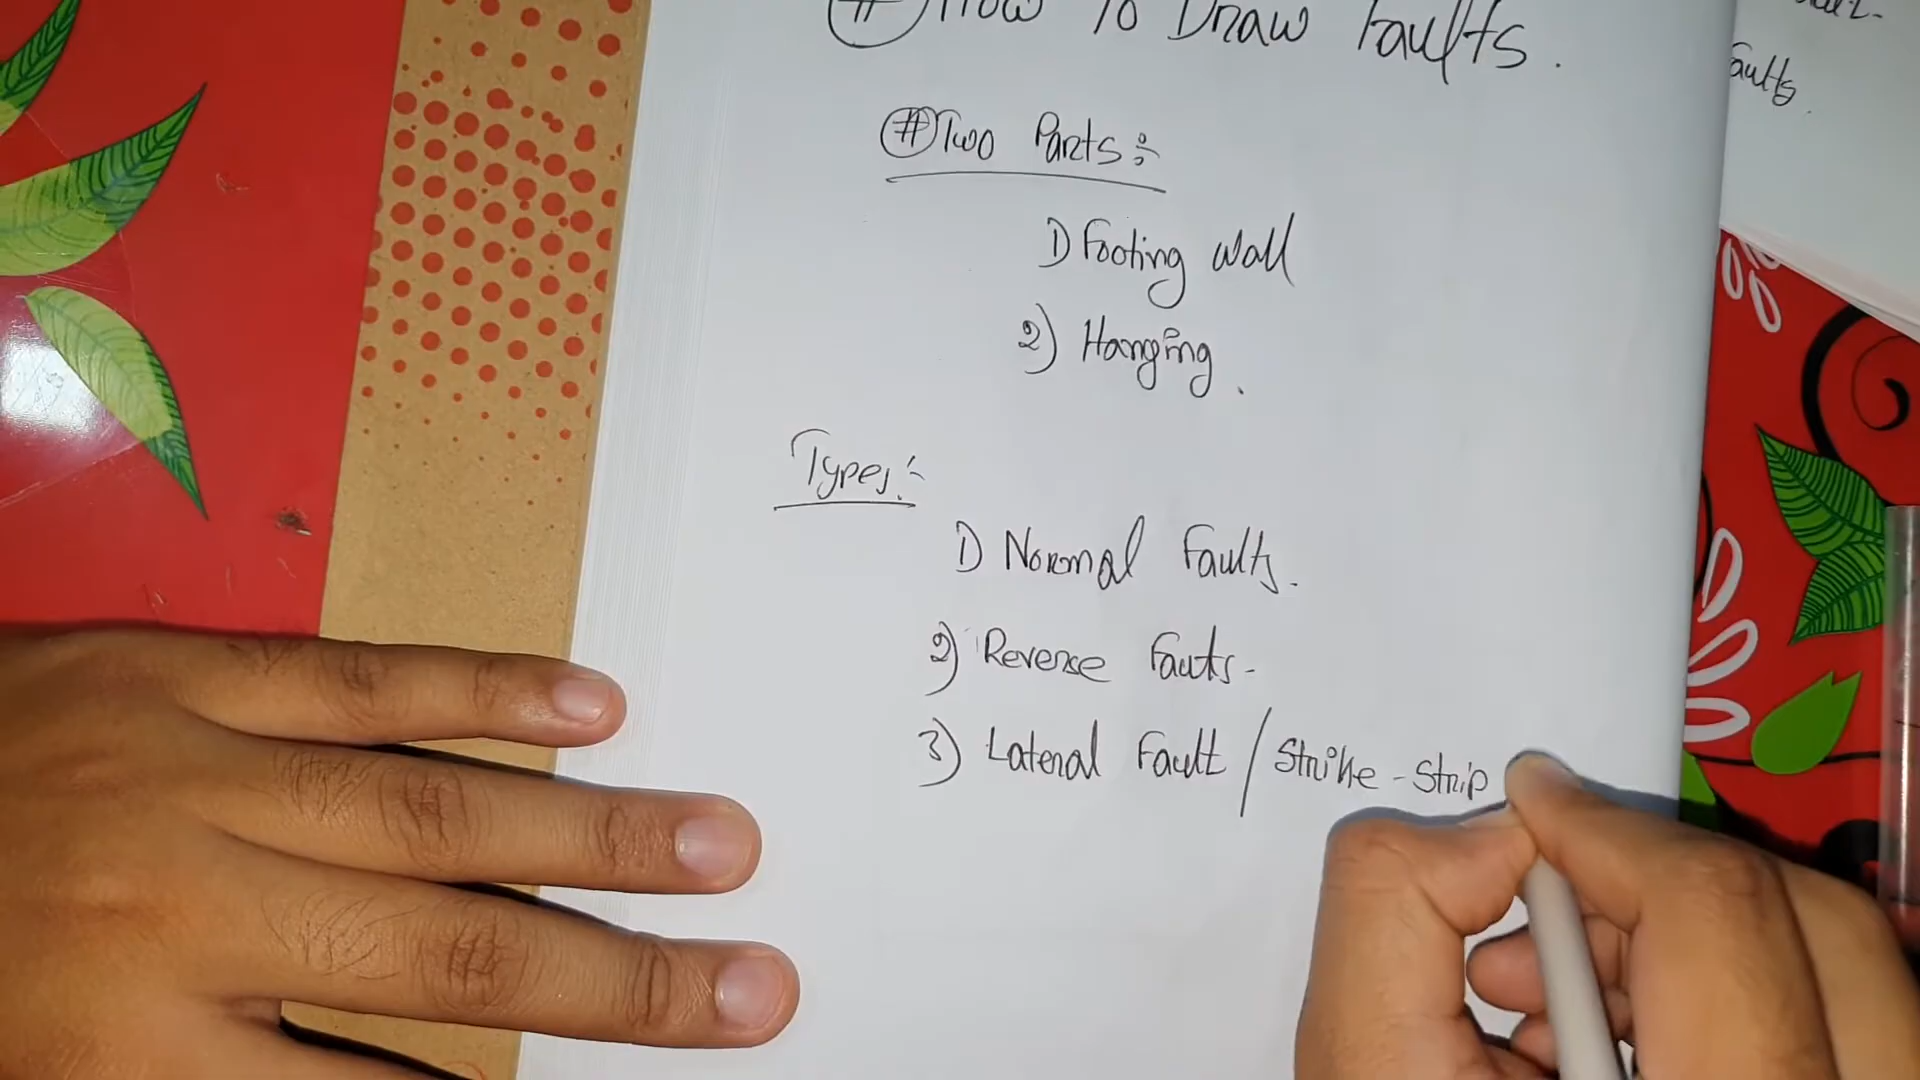 # How To Draw Faults.
# Two Parts :-
1) Footing Wall
2) Hanging.
Types :-
1) Normal Faults.
2) Reverse Fauts-
3) Lateral Fault / Strike - Strip
Faults.